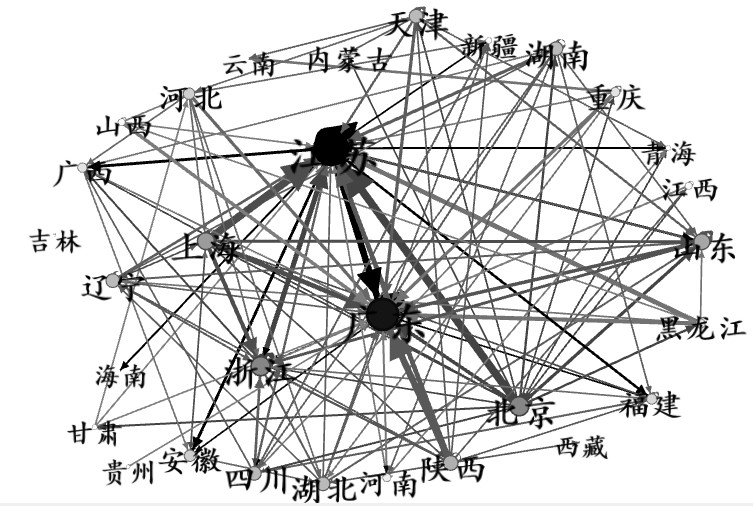 天津
新疆
湖南
云南
内蒙古
河北
重庆
山西
江苏
青海
广西
江西
吉林
上海
山东
辽宁
广东
黑龙江
海南
浙江
北京
福建
甘肃
西藏
贵州
安徽
四川
湖北
河南
陕西